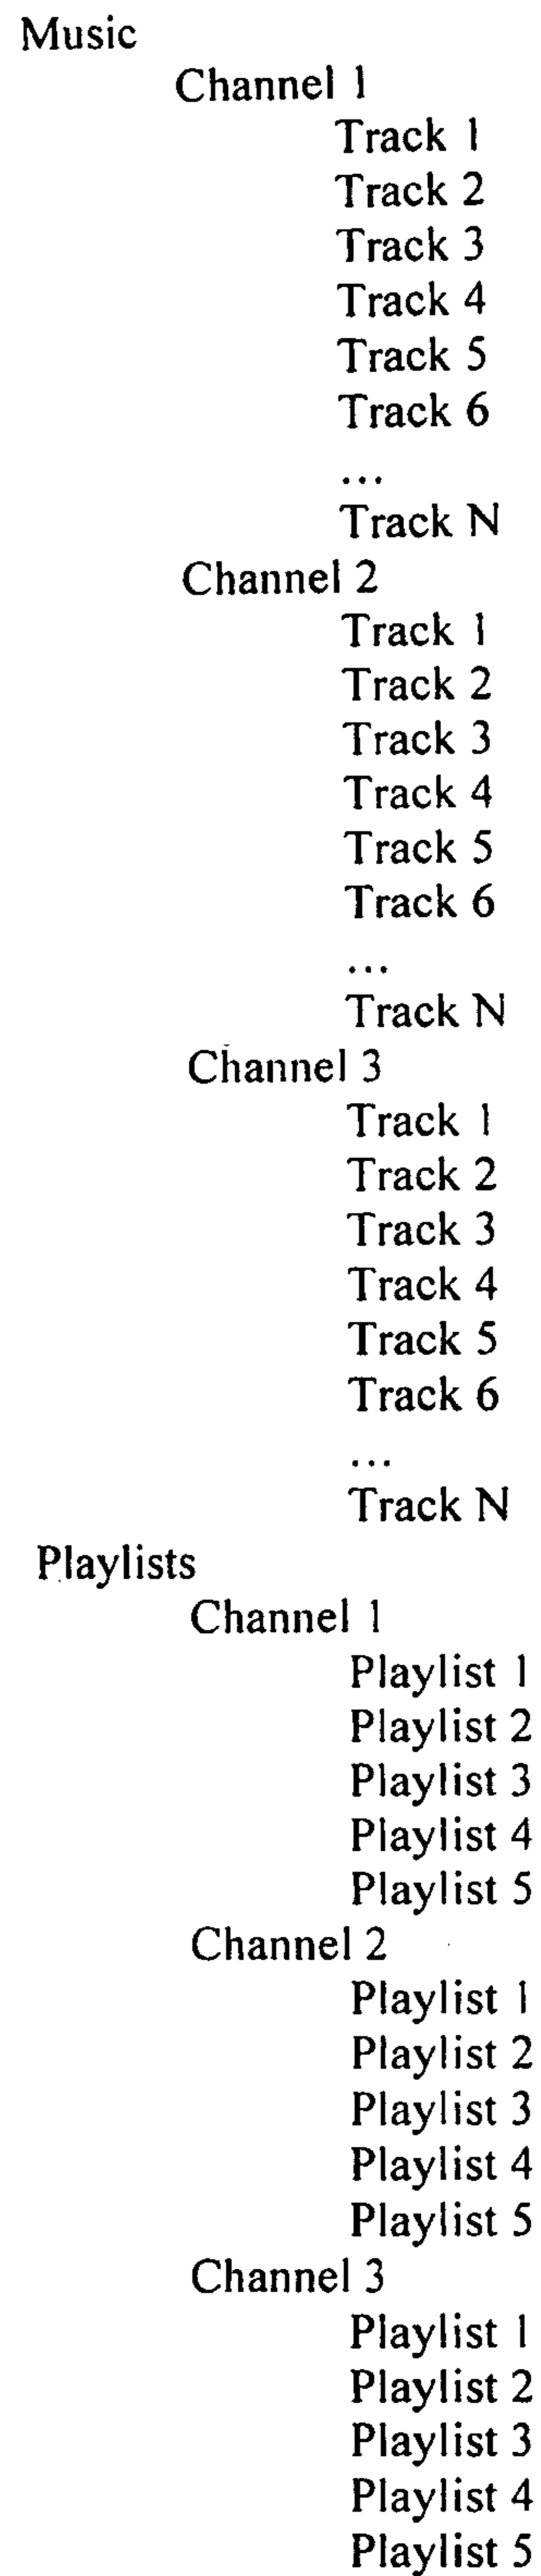 Music
Channel 1
Track 1
Track 2
Track 3
Track 4
Track 5
Track 6
...
Track N
Channel 2
Track 1
Track 2
Track 3
Track 4
Track 5
Track 6
...
Track N
Channel 3
Track 1
Track 2
Track 3
Track 4
Track 5
Track 6
...
Track N
Playlists
Channel 1
Playlist 1
Playlist 2
Playlist 3
Playlist 4
Playlist 5
Channel 2
Playlist 1
Playlist 2
Playlist 3
Playlist 4
Playlist 5
Channel 3
Playlist 1
Playlist 2
Playlist 3
Playlist 4
Playlist 5